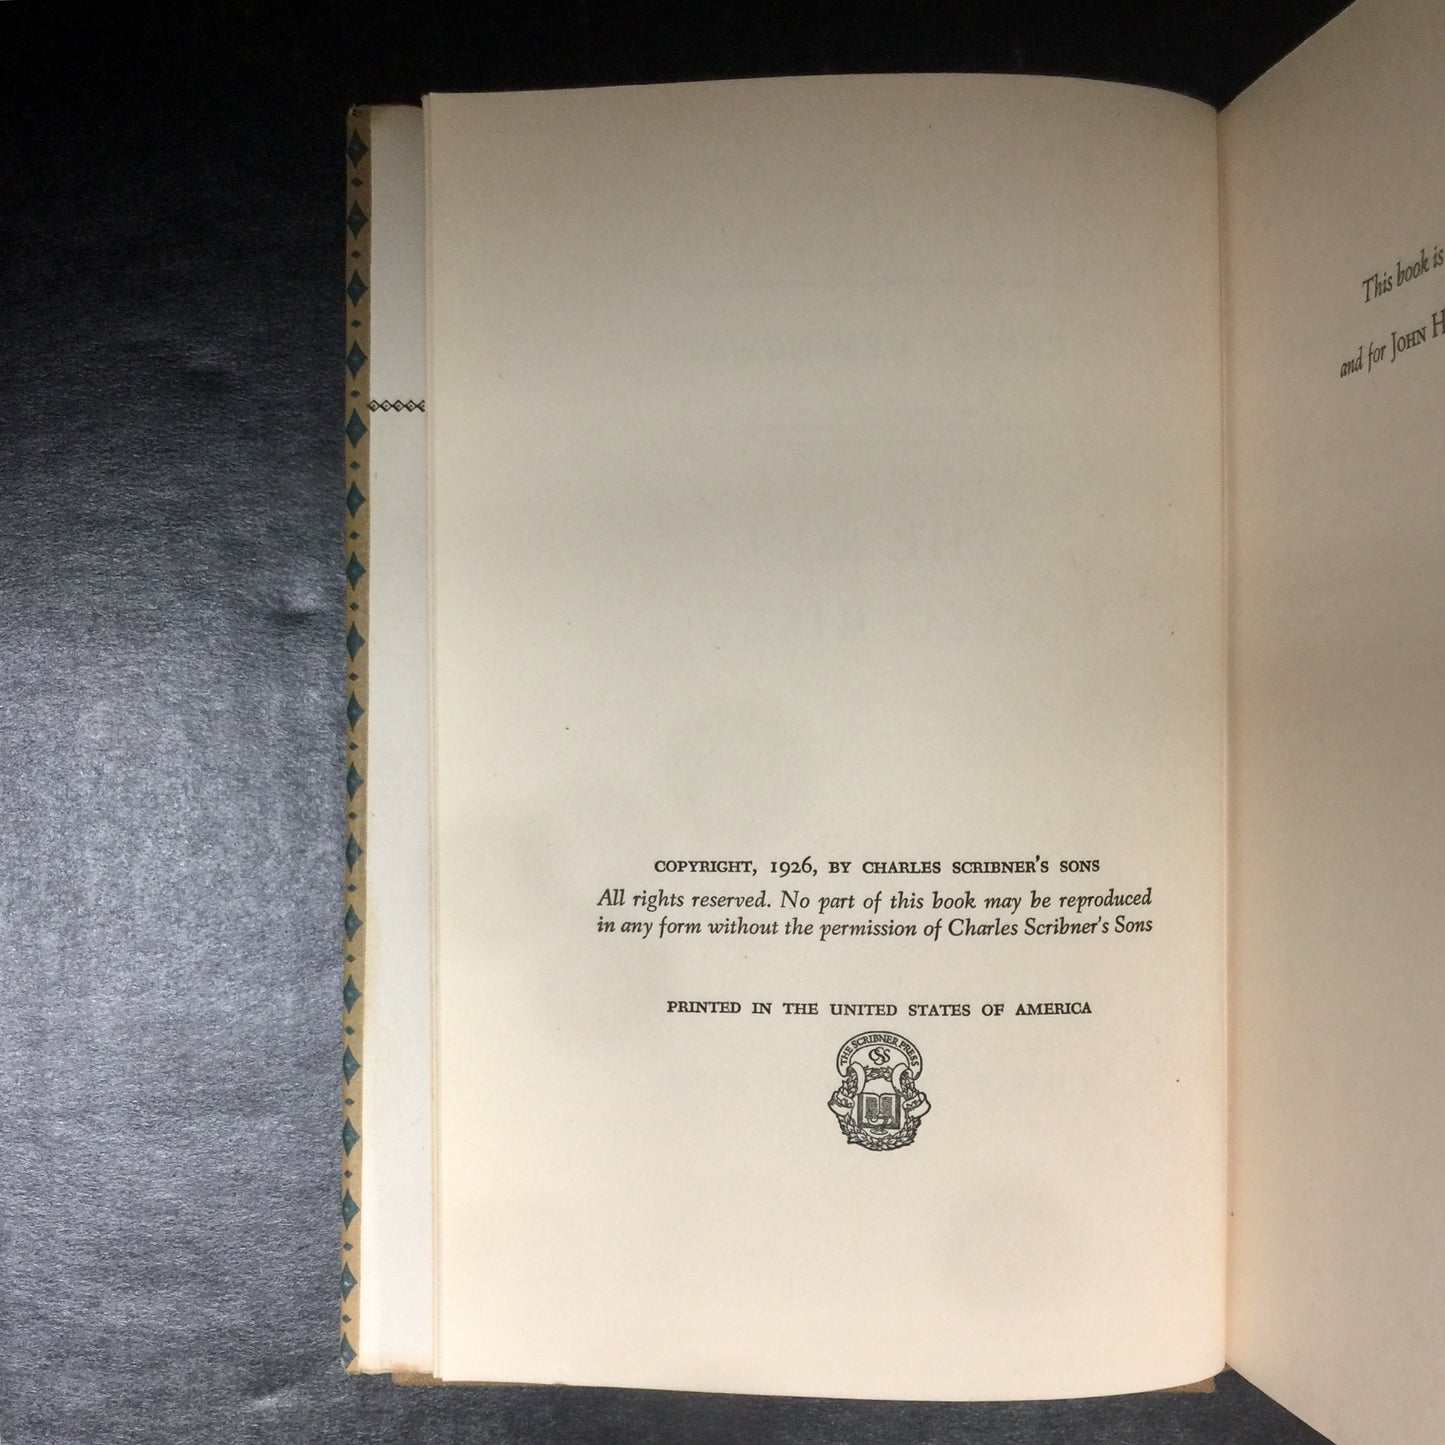 COPYRIGHT, 1926, BY CHARLES SCRIBNER'S SONS
All rights reserved. No part of this book may be reproduced
in any form without the permission of Charles Scribner's Sons
PRINTED IN THE UNITED STATES OF AMERICA
THE SCRIBNER PRESS
CSS
This book is
and for JOHN H